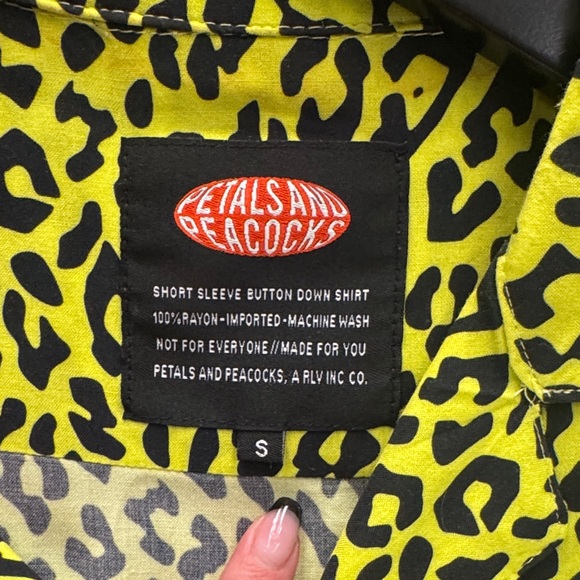 PETALS AND
PEACOCKS
SHORT SLEEVE BUTTON DOWN SHIRT
100%RAYON-IMPORTED-MACHINE WASH
NOT FOR EVERYONE//MADE FOR YOU
PETALS AND PEACOCKS, A RLV INC CO.
S